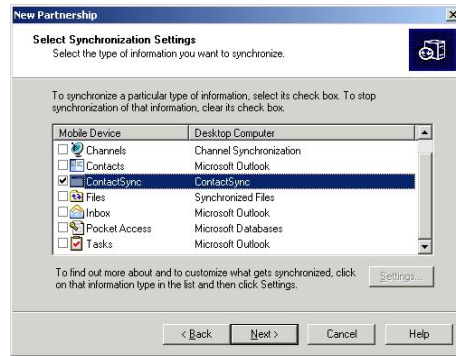 New Partnership
Select Synchronization Settings
Select the type of information you want to synchronize.
To synchronize a particular type of information, select its check box. To stop
synchronization of that information, clear its check box.
Mobile Device Desktop Computer
Channels Channel Synchronization
Contacts Microsoft Outlook
ContactSync ContactSync
Files Synchronized Files
Inbox Microsoft Outlook
Pocket Access Microsoft Databases
Tasks Microsoft Outlook
To find out more about and to customize what gets synchronized, click
on that information type in the list and then click Settings.
Settings...
< Back Next > Cancel Help